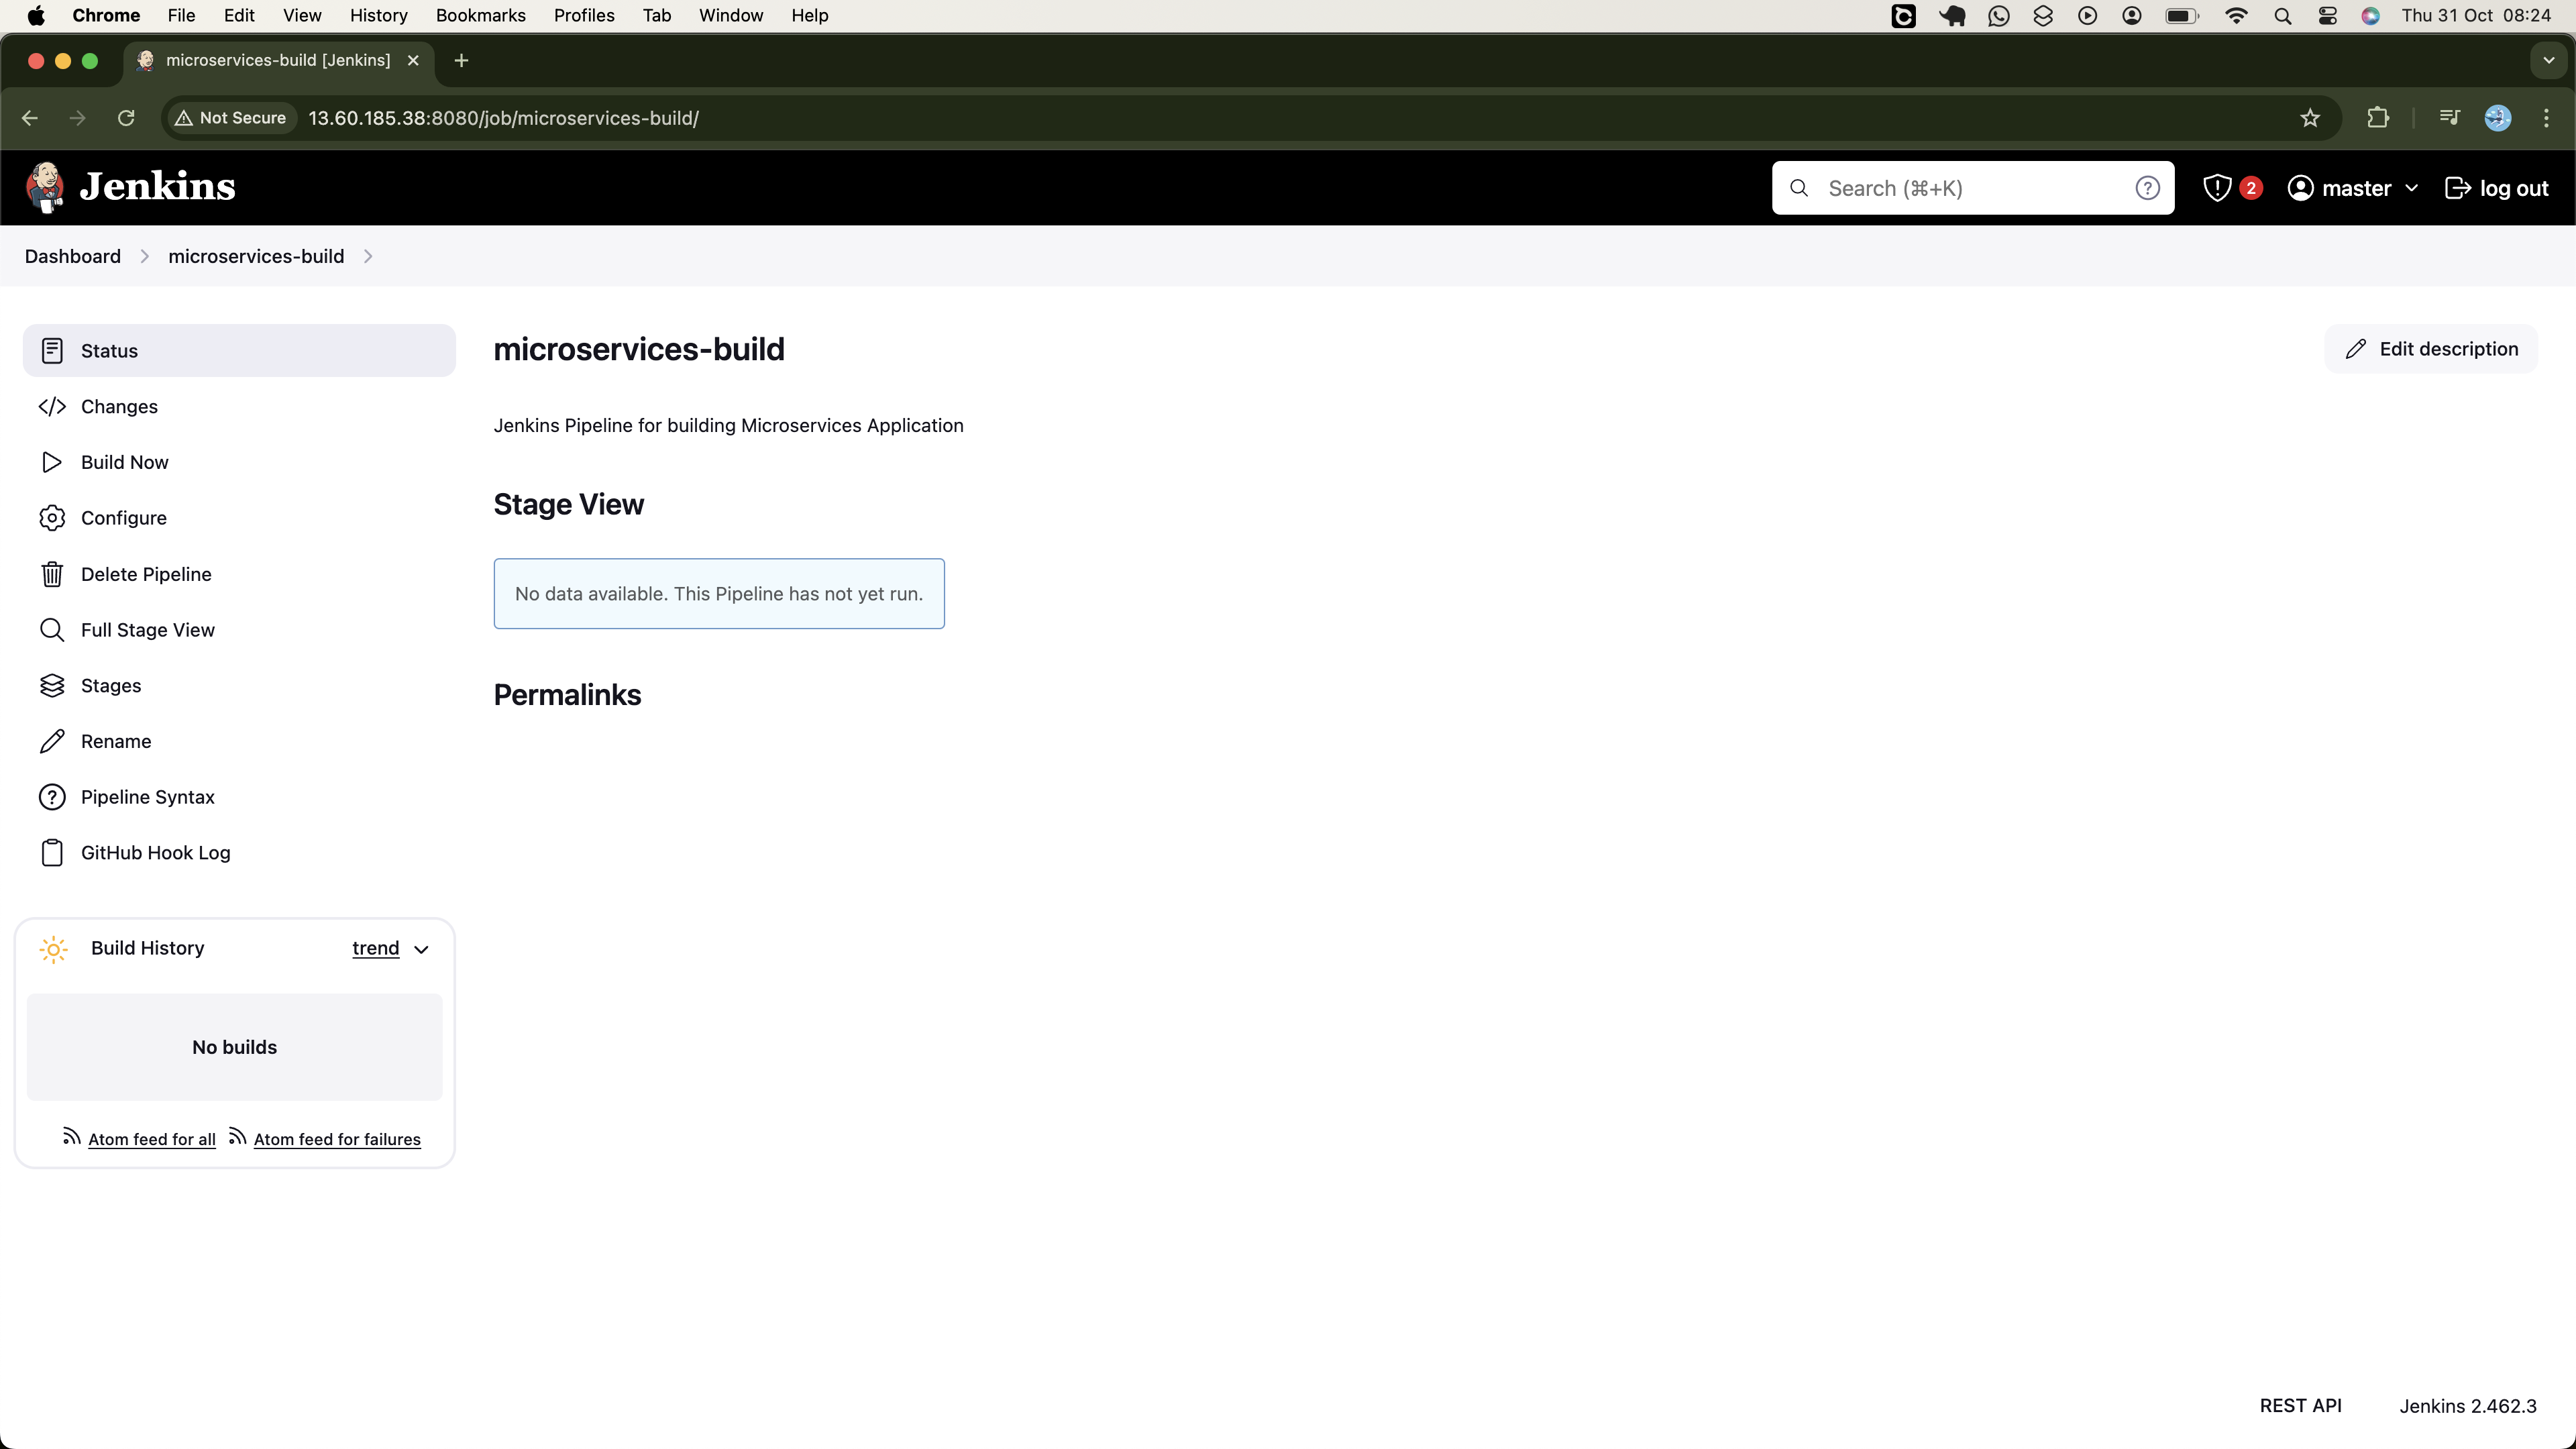 Chrome File Edit View History Bookmarks Profiles Tab Window Help Thu 31 Oct 08:24
microservices-build [Jenkins]
Not Secure 13.60.185.38:8080/job/microservices-build/
Jenkins Search (⌘+K) 2 master log out
Dashboard microservices-build
Status
Changes
Build Now
Configure
Delete Pipeline
Full Stage View
Stages
Rename
Pipeline Syntax
GitHub Hook Log
Build History trend
No builds
Atom feed for all Atom feed for failures
microservices-build Edit description
Jenkins Pipeline for building Microservices Application
Stage View
No data available. This Pipeline has not yet run.
Permalinks
REST API Jenkins 2.462.3